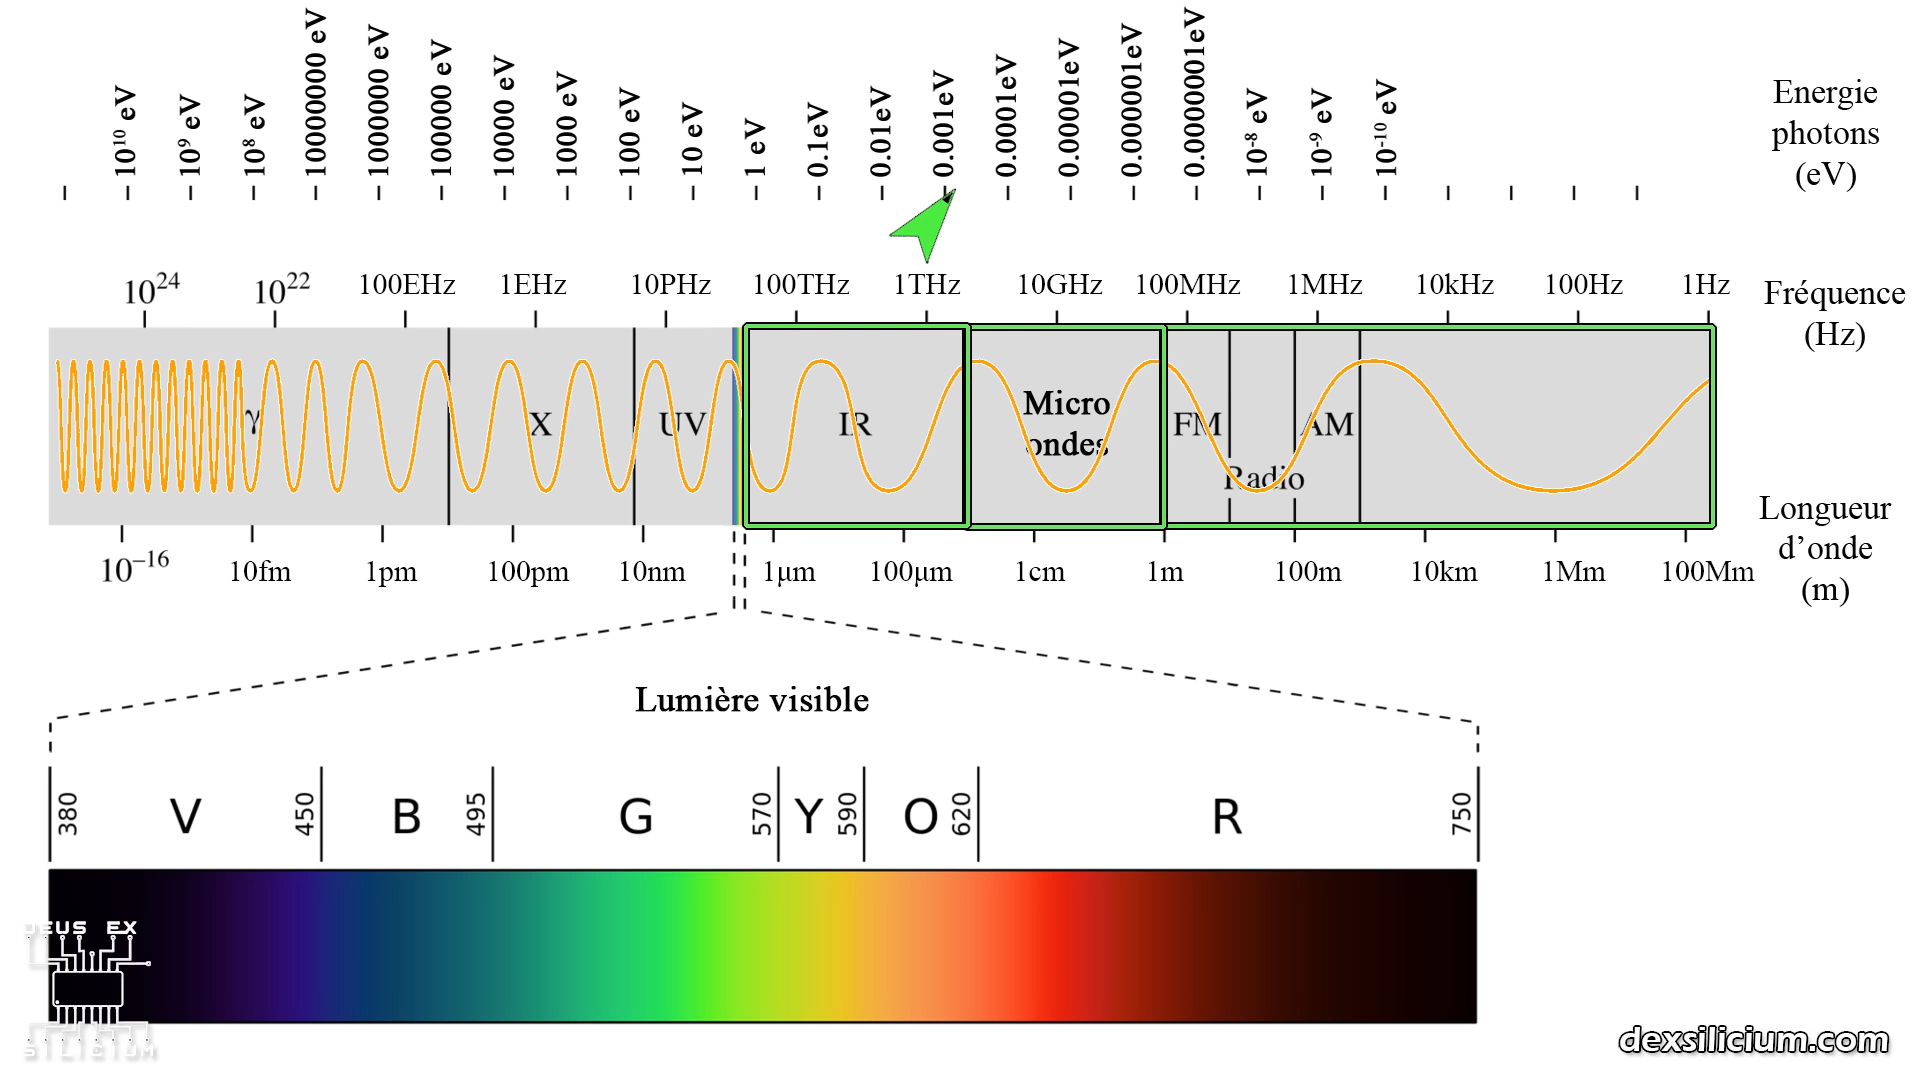 10¹⁰ eV
10⁹ eV
10⁸ eV
10000000 eV
1000000 eV
100000 eV
10000 eV
1000 eV
100 eV
10 eV
1 eV
0.1eV
0.01eV
0.001eV
0.0001eV
0.00001eV
0.000001eV
0.0000001eV
10⁻⁸ eV
10⁻⁹ eV
10⁻¹⁰ eV
Energie
photons
(eV)
10²⁴ 10²² 100EHz 1EHz 10PHz 100THz 1THz 10GHz 100MHz 1MHz 10kHz 100Hz 1Hz
Fréquence
(Hz)
γ X UV IR Micro ondes FM AM
Radio
Longueur
d’onde
(m)
10⁻¹⁶ 10fm 1pm 100pm 10nm 1µm 100µm 1cm 1m 100m 10km 1Mm 100Mm
Lumière visible
380 V 450 B 495 G 570 Y 590 O 620 R 750
DEUS EX
SILICIUM
dexsilicium.com